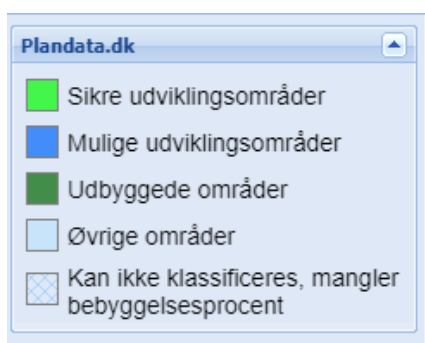 Plandata.dk
Sikre udviklingsområder
Mulige udviklingsområder
Udbyggede områder
Øvrige områder
Kan ikke klassificeres, mangler
bebyggelsesprocent